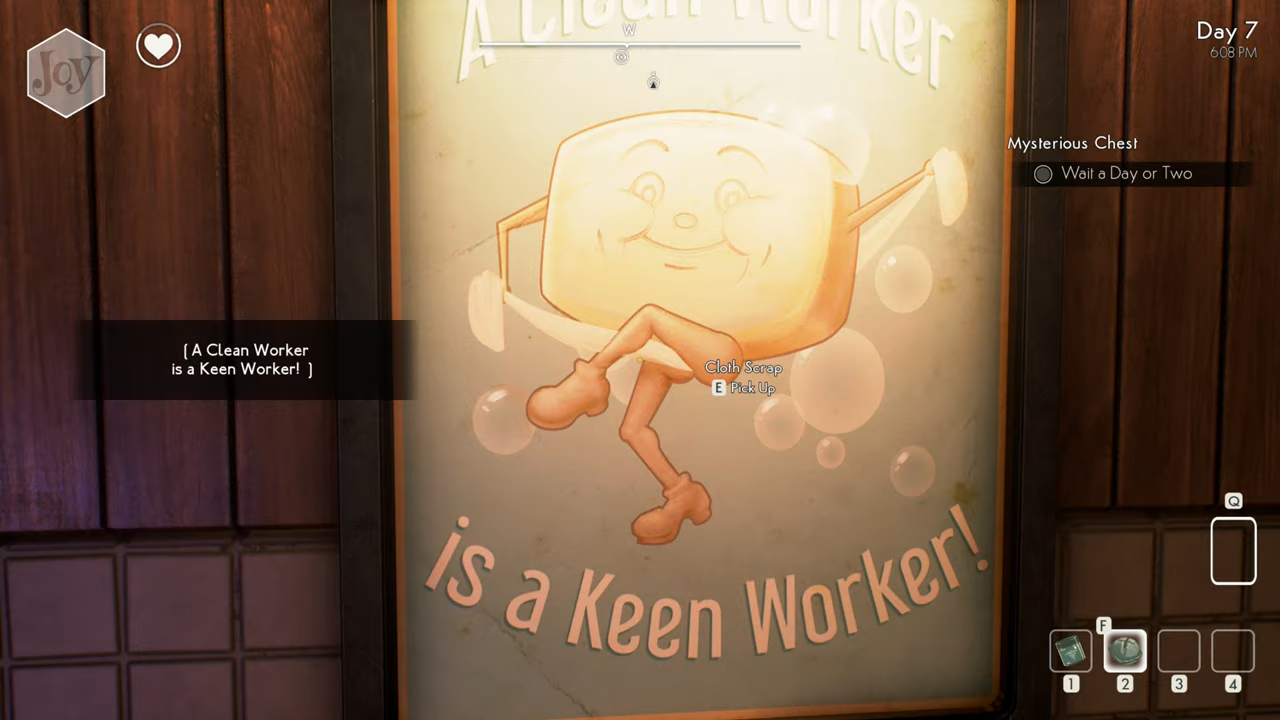 A Clean Worker
W
Day 7
6:08 PM
Joy
Mysterious Chest
Wait a Day or Two
( A Clean Worker
is a Keen Worker! )
Cloth Scrap
E Pick Up
is a Keen Worker!
Q
F
1
2
3
4